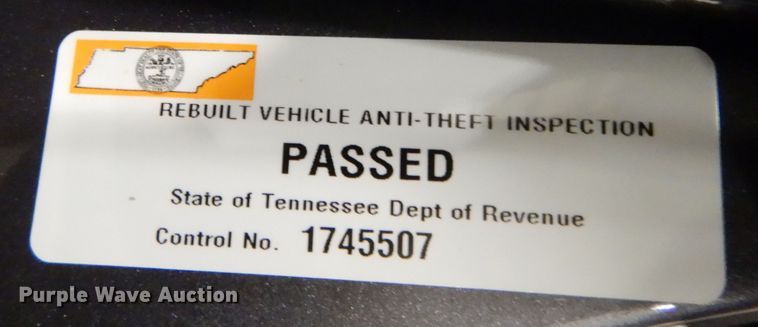 REBUILT VEHICLE ANTI-THEFT INSPECTION
PASSED
State of Tennessee Dept of Revenue
Control No. 1745507
Purple Wave Auction